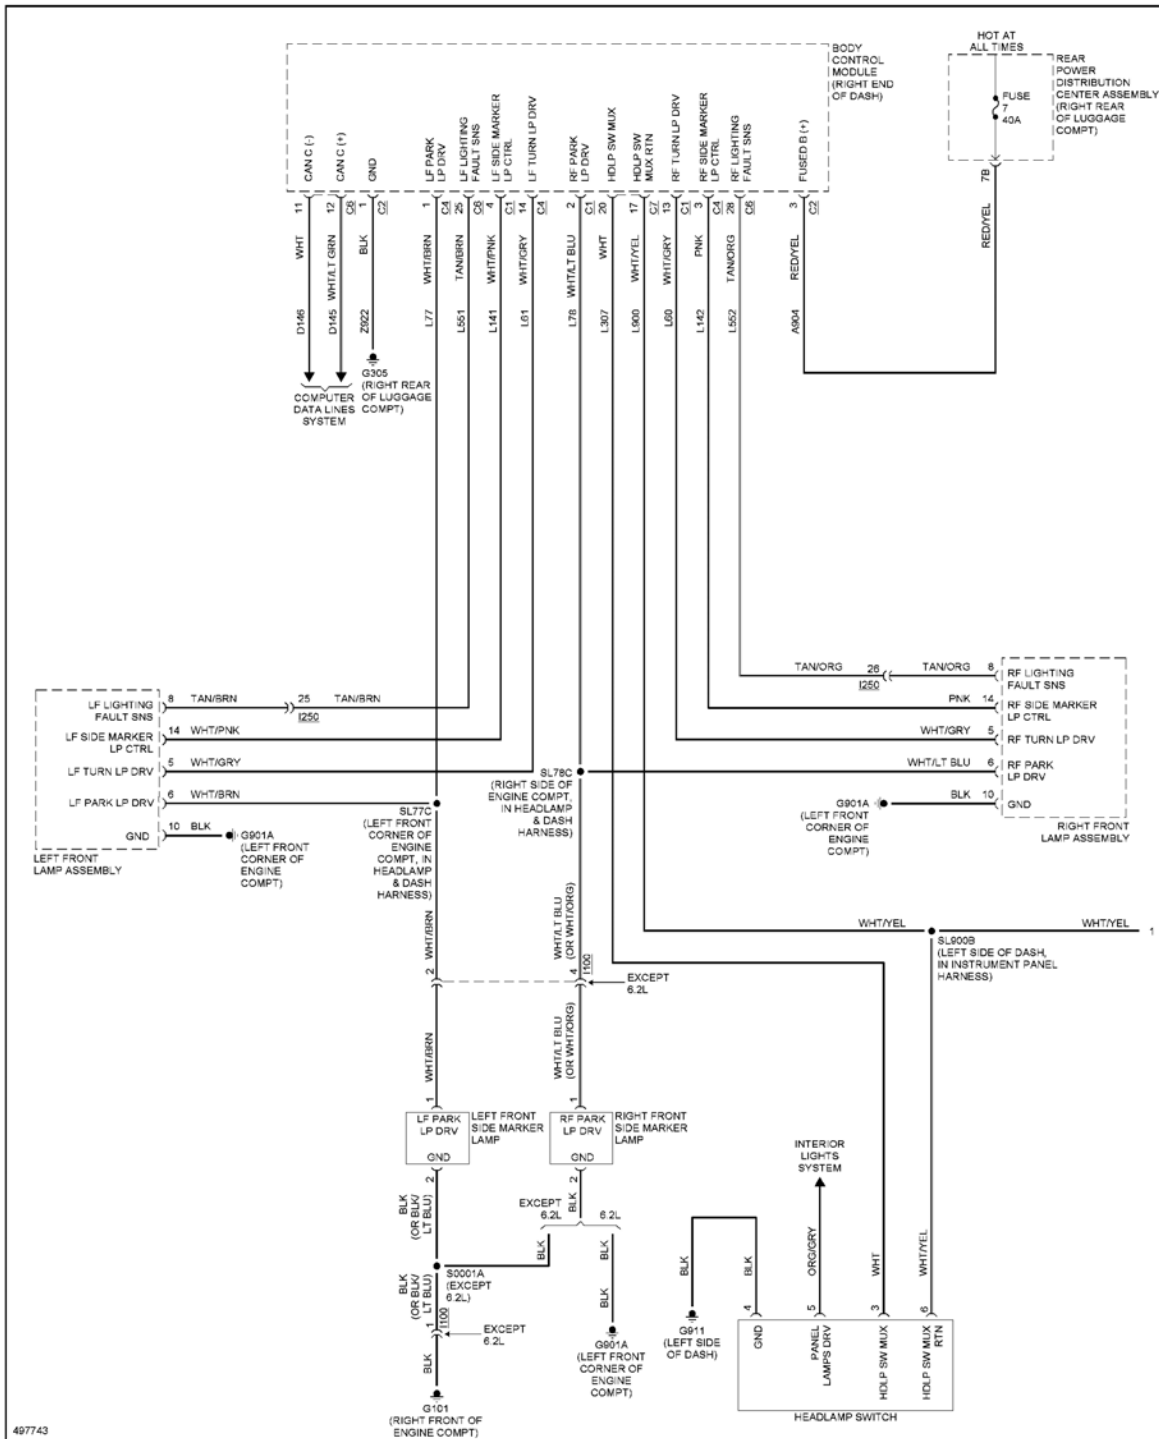 HOT AT
ALL TIMES
REAR
POWER
DISTRIBUTION
CENTER ASSEMBLY
(RIGHT REAR
OF LUGGAGE
COMPT)
FUSE
7
40A
7B
RED/YEL
BODY
CONTROL
MODULE
(RIGHT END
OF DASH)
CAN C (-)
CAN C (+)
GND
LF PARK
LP DRV
LF LIGHTING
FAULT SNS
LF SIDE MARKER
LP CTRL
LF TURN LP DRV
RF PARK
LP DRV
HDLP SW MUX
HDLP SW
MUX RTN
RF TURN LP DRV
RF SIDE MARKER
LP CTRL
RF LIGHTING
FAULT SNS
FUSED B (+)
11
12 C6
1 C2
1 C4
25 C6
4 C1
14 C4
2 C1
20
17 C7
13 C1
3 C4
28 C6
3 C2
WHT
WHT/LT GRN
BLK
WHT/BRN
TAN/BRN
WHT/PNK
WHT/GRY
WHT/LT BLU
WHT
WHT/YEL
WHT/GRY
PNK
TAN/ORG
RED/YEL
D146
D145
Z922
L77
L551
L141
L61
L78
L307
L900
L60
L142
L552
A904
COMPUTER
DATA LINES
SYSTEM
G305
(RIGHT REAR
OF LUGGAGE
COMPT)
LF LIGHTING
FAULT SNS
8 TAN/BRN 25 TAN/BRN
I250
LF SIDE MARKER
LP CTRL
14 WHT/PNK
LF TURN LP DRV
5 WHT/GRY
LF PARK LP DRV
6 WHT/BRN
GND
10 BLK
G901A
(LEFT FRONT
CORNER OF
ENGINE
COMPT)
LEFT FRONT
LAMP ASSEMBLY
SL77C
(LEFT FRONT
CORNER OF
ENGINE
COMPT, IN
HEADLAMP
& DASH
HARNESS)
SL78C
(RIGHT SIDE OF
ENGINE COMPT,
IN HEADLAMP
& DASH
HARNESS)
TAN/ORG 26 TAN/ORG 8
I250
RF LIGHTING
FAULT SNS
PNK 14
RF SIDE MARKER
LP CTRL
WHT/GRY 5
RF TURN LP DRV
WHT/LT BLU 6
RF PARK
LP DRV
BLK 10
GND
G901A
(LEFT FRONT
CORNER OF
ENGINE
COMPT)
RIGHT FRONT
LAMP ASSEMBLY
WHT/YEL
WHT/YEL 1
SL900B
(LEFT SIDE OF DASH,
IN INSTRUMENT PANEL
HARNESS)
WHT/BRN
WHT/LT BLU
(OR WHT/ORG)
2
4 I100
EXCEPT
6.2L
WHT/BRN
WHT/LT BLU
(OR WHT/ORG)
1
1
LF PARK
LP DRV
GND
LEFT FRONT
SIDE MARKER
LAMP
RF PARK
LP DRV
GND
RIGHT FRONT
SIDE MARKER
LAMP
2
2
BLK
(OR BLK/
LT BLU)
BLK
EXCEPT
6.2L
6.2L
BLK
BLK
S0001A
(EXCEPT
6.2L)
BLK
(OR BLK/
LT BLU)
1 I100
EXCEPT
6.2L
BLK
G101
(RIGHT FRONT OF
ENGINE COMPT)
BLK
G901A
(LEFT FRONT
CORNER OF
ENGINE
COMPT)
INTERIOR
LIGHTS
SYSTEM
BLK
BLK
ORG/GRY
WHT
WHT/YEL
G911
(LEFT SIDE
OF DASH)
4
5
3
6
GND
PANEL
LAMPS DRV
HDLP SW MUX
HDLP SW MUX
RTN
HEADLAMP SWITCH
497743